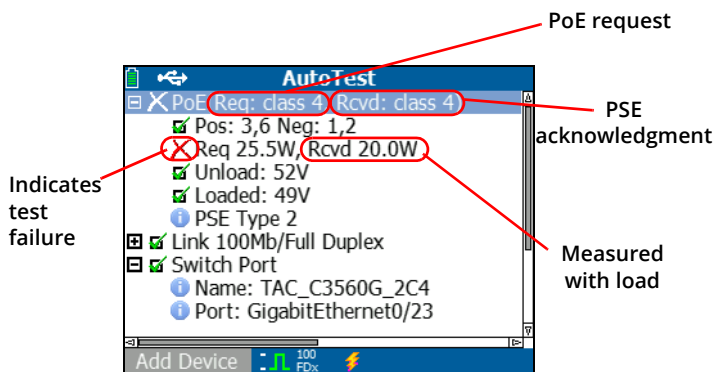 PoE request
AutoTest
PoE Req: class 4 Rcvd: class 4
PSE
acknowledgment
Pos: 3,6 Neg: 1,2
Req 25.5W, Rcvd 20.0W
Unload: 52V
Indicates
test
failure
Loaded: 49V
PSE Type 2
Link 100Mb/Full Duplex
Switch Port
Measured
with load
Name: TAC_C3560G_2C4
Port: GigabitEthernet0/23
Add Device
100
FDx